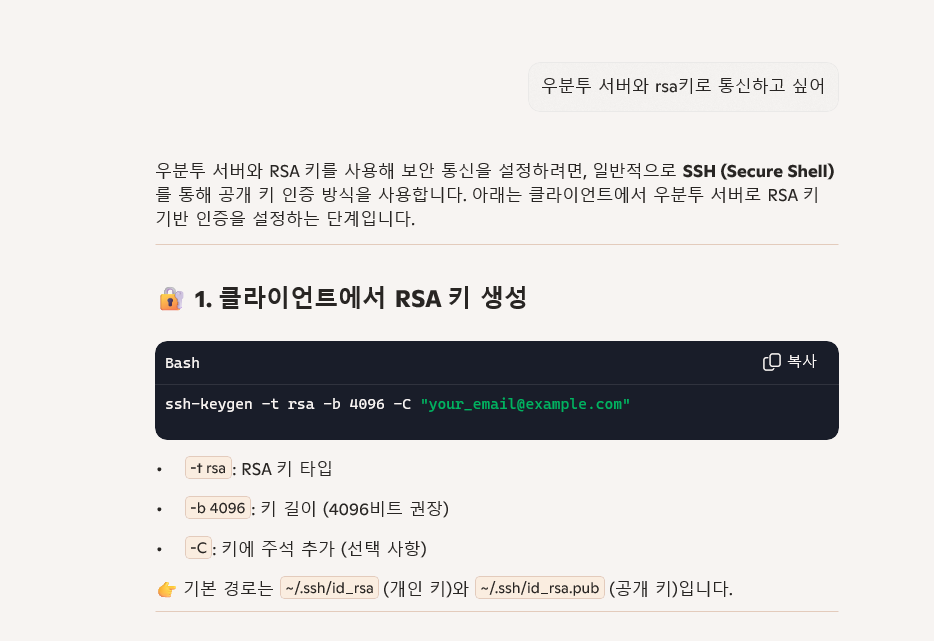 우분투 서버와 rsa키로 통신하고 싶어
우분투 서버와 RSA 키를 사용해 보안 통신을 설정하려면, 일반적으로 SSH (Secure Shell)
를 통해 공개 키 인증 방식을 사용합니다. 아래는 클라이언트에서 우분투 서버로 RSA 키
기반 인증을 설정하는 단계입니다.
🔐 1. 클라이언트에서 RSA 키 생성
Bash 복사
ssh-keygen -t rsa -b 4096 -C "your_email@example.com"
• -t rsa: RSA 키 타입
• -b 4096: 키 길이 (4096비트 권장)
• -C: 키에 주석 추가 (선택 사항)
👉 기본 경로는 ~/.ssh/id_rsa (개인 키)와 ~/.ssh/id_rsa.pub (공개 키)입니다.